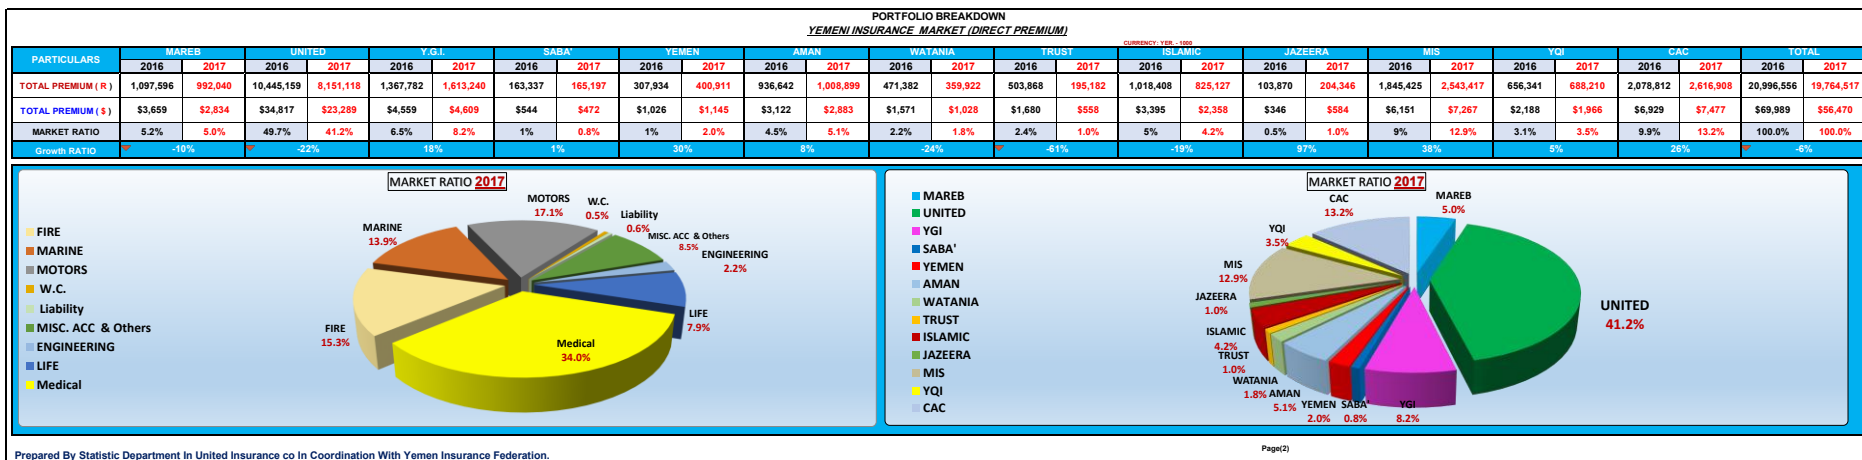 PORTFOLIO BREAKDOWN
YEMENI INSURANCE MARKET (DIRECT PREMIUM)
CURRENCY: YER. - 1000
PARTICULARS MAREB UNITED Y.G.I. SABA' YEMEN AMAN WATANIA TRUST ISLAMIC JAZEERA MIS YQI CAC TOTAL
2016 2017 2016 2017 2016 2017 2016 2017 2016 2017 2016 2017 2016 2017 2016 2017 2016 2017 2016 2017 2016 2017 2016 2017 2016 2017 2016 2017
TOTAL PREMIUM ( R ) 1,097,596 992,040 10,445,159 8,151,118 1,367,782 1,613,240 163,337 165,197 307,934 400,911 936,642 1,008,899 471,382 359,922 503,868 195,182 1,018,408 825,127 103,870 204,346 1,845,425 2,543,417 656,341 688,210 2,078,812 2,616,908 20,996,556 19,764,517
TOTAL PREMIUM ( $ ) $3,659 $2,834 $34,817 $23,289 $4,559 $4,609 $544 $472 $1,026 $1,145 $3,122 $2,883 $1,571 $1,028 $1,680 $558 $3,395 $2,358 $346 $584 $6,151 $7,267 $2,188 $1,966 $6,929 $7,477 $69,989 $56,470
MARKET RATIO 5.2% 5.0% 49.7% 41.2% 6.5% 8.2% 1% 0.8% 1% 2.0% 4.5% 5.1% 2.2% 1.8% 2.4% 1.0% 5% 4.2% 0.5% 1.0% 9% 12.9% 3.1% 3.5% 9.9% 13.2% 100.0% 100.0%
Growth RATIO -10% -22% 18% 1% 30% 8% -24% -61% -19% 97% 38% 5% 26% -6%
MARKET RATIO 2017
FIRE
MARINE
MOTORS
W.C.
Liability
MISC. ACC & Others
ENGINEERING
LIFE
Medical
MOTORS
17.1%
W.C.
0.5%
Liability
0.6%
MISC. ACC & Others
8.5%
ENGINEERING
2.2%
LIFE
7.9%
Medical
34.0%
FIRE
15.3%
MARINE
13.9%
MARKET RATIO 2017
MAREB
UNITED
YGI
SABA'
YEMEN
AMAN
WATANIA
TRUST
ISLAMIC
JAZEERA
MIS
YQI
CAC
MAREB
5.0%
UNITED
41.2%
YGI
8.2%
SABA'
0.8%
YEMEN
2.0%
AMAN
5.1%
WATANIA
1.8%
TRUST
1.0%
ISLAMIC
4.2%
JAZEERA
1.0%
MIS
12.9%
YQI
3.5%
CAC
13.2%
Page(2)
Prepared By Statistic Department In United Insurance co In Coordination With Yemen Insurance Federation.